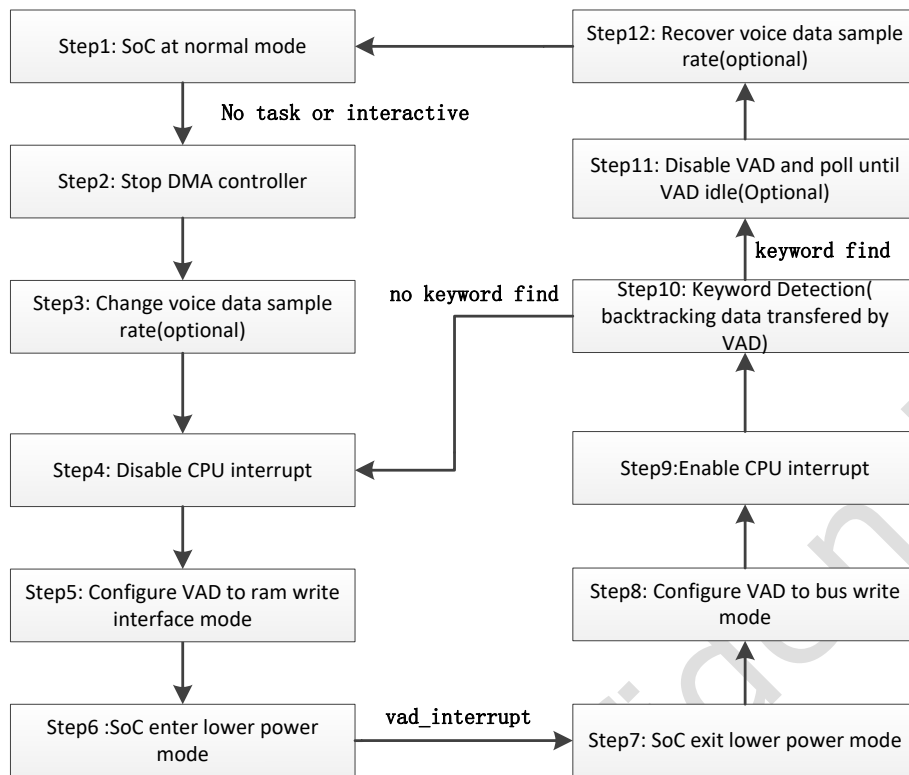 Step1: SoC at normal mode
No task or interactive
Step2: Stop DMA controller
Step3: Change voice data sample
rate(optional)
Step4: Disable CPU interrupt
Step5: Configure VAD to ram write
interface mode
Step6 :SoC enter lower power
mode
vad_interrupt
Step7: SoC exit lower power mode
Step8: Configure VAD to bus write
mode
Step9:Enable CPU interrupt
Step10: Keyword Detection(
backtracking data transfered by
VAD)
no keyword find
keyword find
Step11: Disable VAD and poll until
VAD idle(Optional)
Step12: Recover voice data sample
rate(optional)